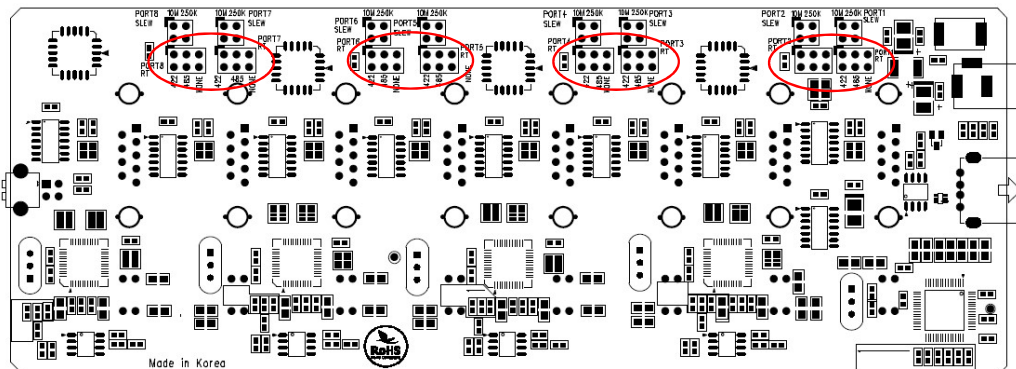 PORT8
SLEW
10M 250K
10M 250K
PORT7
SLEW
PORT8
RT
PORT7
RT
422
485
NONE
422
485
NONE
PORT6
SLEW
10M 250K
10M 250K
PORT5
SLEW
PORT6
RT
PORT5
RT
422
485
NONE
422
485
NONE
PORT4
SLEW
10M 250K
10M 250K
PORT3
SLEW
PORT4
RT
PORT3
RT
422
485
NONE
422
485
NONE
PORT2
SLEW
10M 250K
10M 250K
PORT1
SLEW
RT
422
485
NONE
422
485
NONE
Made in Korea
RoHS